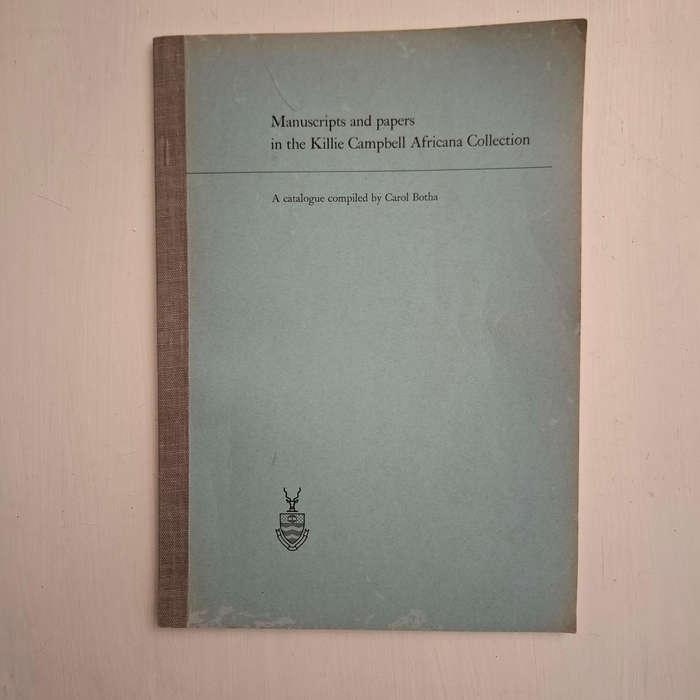 Manuscripts and papers
in the Killie Campbell Africana Collection
A catalogue compiled by Carol Botha